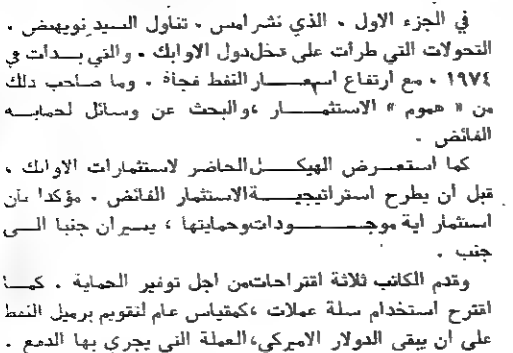 في الجزء الاول ، الذي نشر امس ، تناول السيد نويهض ،
التحولات التي طرأت على دخل دول الاوابك ، والتي بدأت في
١٩٧٤ ، مع ارتفاع اسعار النفط فجأة ، وما صاحب ذلك
من « هموم » الاستثمار ، والبحث عن وسائل لحماية
الفائض .
كما استعرض الهيكل الحاضر لاستثمارات الاوابك ،
قبل ان يطرح استراتيجية الاستثمار الفائض ، مؤكدا بان
استثمار اية موجودات وحمايتها ، يسيران جنبا الى
جنب .
وقدم الكاتب ثلاثة اقتراحات من اجل توفير الحماية . كما
اقترح استخدام سلة عملات ، كمقياس عام لتقويم برميل النفط
على ان يبقى الدولار الاميركي ، العملة التي يجري بها الدفع .